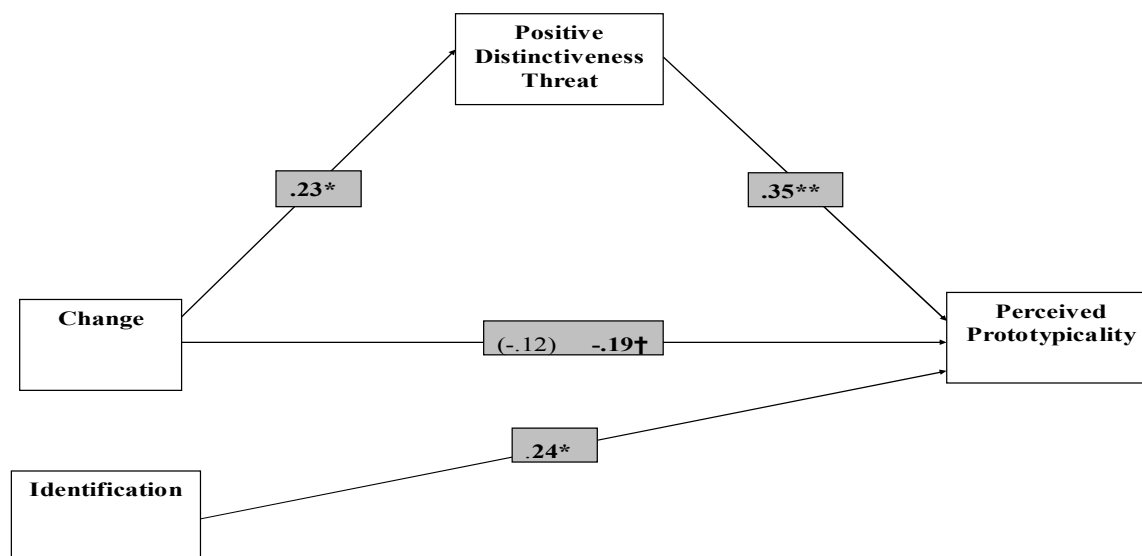 Positive
Distinctiveness
Threat
.23*
.35**
Change
(-.12) -.19†
Perceived
Prototypicality
.24*
Identification